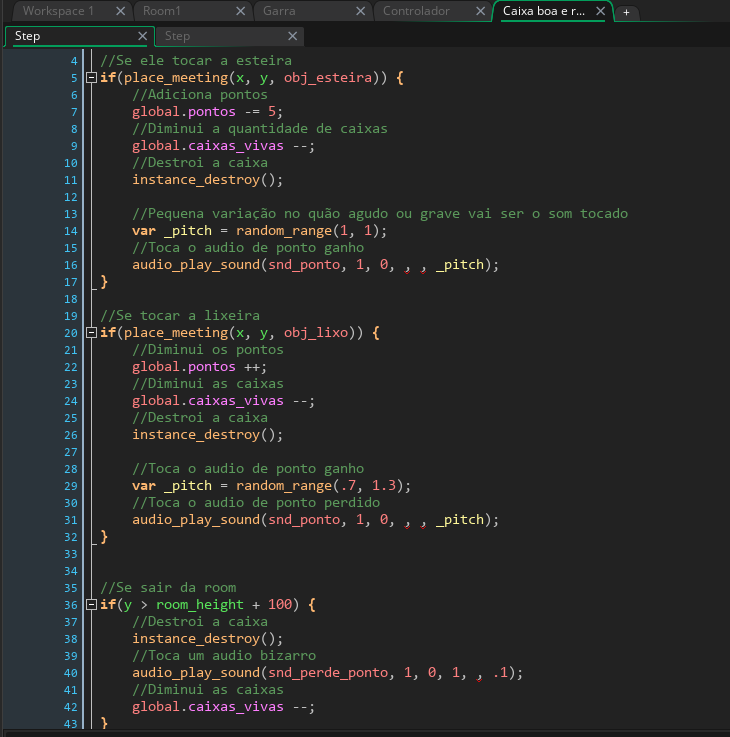 Workspace 1 × Room1 × Garra × Controlador × Caixa boa e r... × +
Step × Step ×
4 //Se ele tocar a esteira
5 if(place_meeting(x, y, obj_esteira)) {
6 //Adiciona pontos
7 global.pontos -= 5;
8 //Diminui a quantidade de caixas
9 global.caixas_vivas --;
10 //Destroi a caixa
11 instance_destroy();
12
13 //Pequena variação no quão agudo ou grave vai ser o som tocado
14 var _pitch = random_range(1, 1);
15 //Toca o audio de ponto ganho
16 audio_play_sound(snd_ponto, 1, 0, , , _pitch);
17 }
18
19 //Se tocar a lixeira
20 if(place_meeting(x, y, obj_lixo)) {
21 //Diminui os pontos
22 global.pontos ++;
23 //Diminui as caixas
24 global.caixas_vivas --;
25 //Destroi a caixa
26 instance_destroy();
27
28 //Toca o audio de ponto ganho
29 var _pitch = random_range(.7, 1.3);
30 //Toca o audio de ponto perdido
31 audio_play_sound(snd_ponto, 1, 0, , , _pitch);
32 }
33
34
35 //Se sair da room
36 if(y > room_height + 100) {
37 //Destroi a caixa
38 instance_destroy();
39 //Toca um audio bizarro
40 audio_play_sound(snd_perde_ponto, 1, 0, 1, , .1);
41 //Diminui as caixas
42 global.caixas_vivas --;
43 }